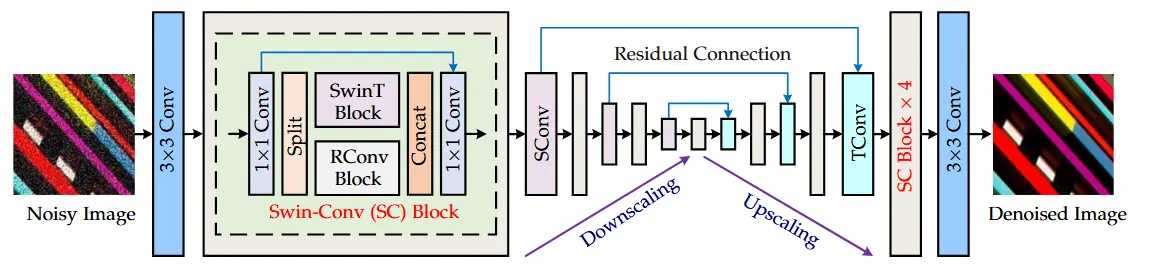 Noisy Image
3×3 Conv
1×1 Conv
Split
SwinT
Block
RConv
Block
Concat
1×1 Conv
Swin-Conv (SC) Block
SConv
Residual Connection
Downscaling
Upscaling
TConv
SC Block × 4
3×3 Conv
Denoised Image